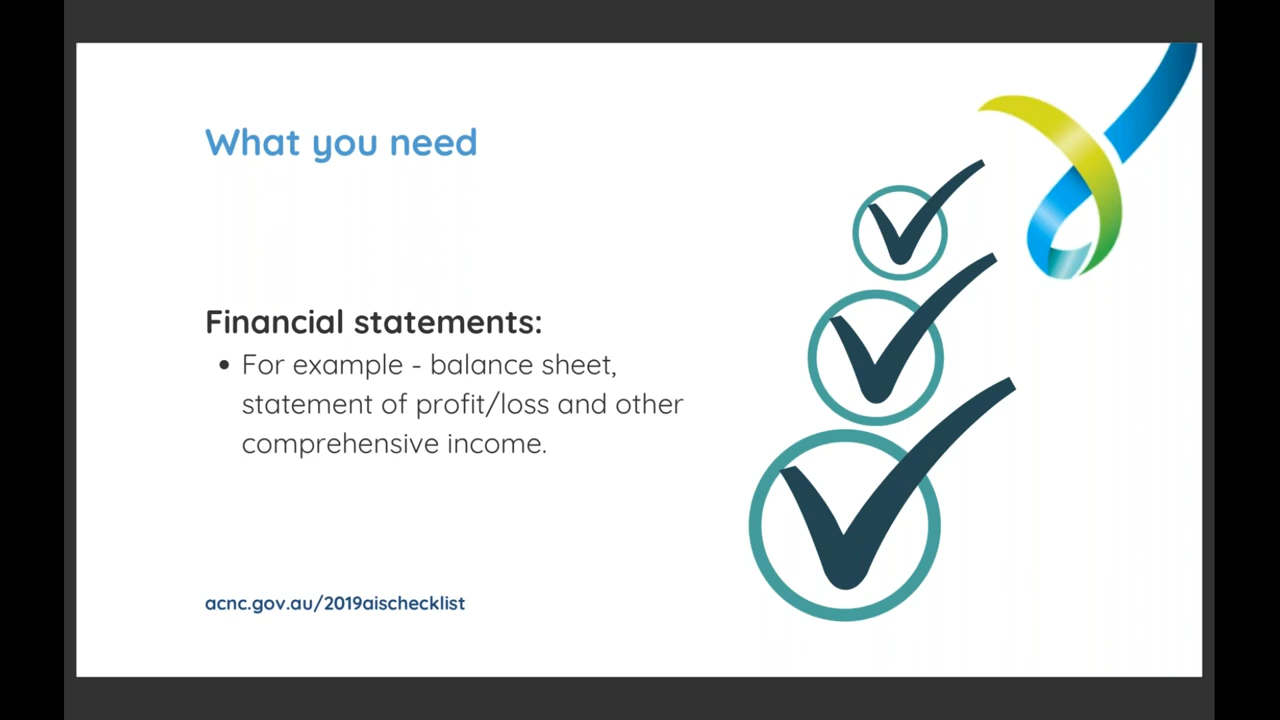 What you need
Financial statements:
• For example - balance sheet,
statement of profit/loss and other
comprehensive income.
acnc.gov.au/2019aischecklist